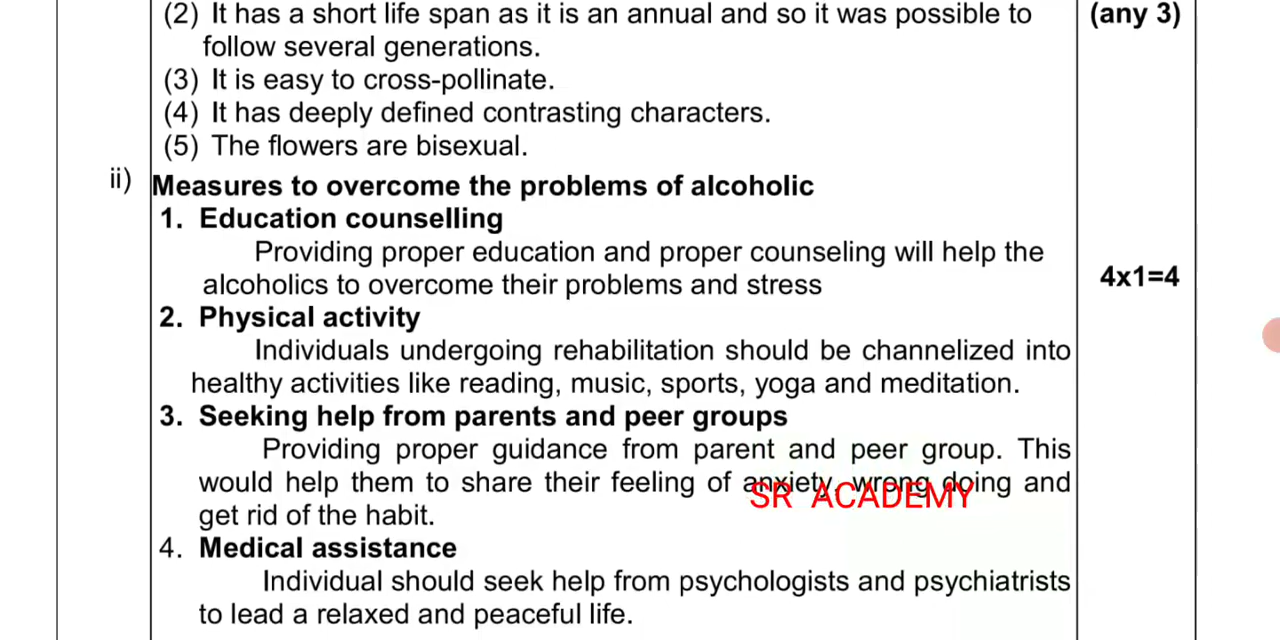 (2) It has a short life span as it is an annual and so it was possible to (any 3)
follow several generations.
(3) It is easy to cross-pollinate.
(4) It has deeply defined contrasting characters.
(5) The flowers are bisexual.
ii) Measures to overcome the problems of alcoholic
1. Education counselling
Providing proper education and proper counseling will help the
alcoholics to overcome their problems and stress
4x1=4
2. Physical activity
Individuals undergoing rehabilitation should be channelized into
healthy activities like reading, music, sports, yoga and meditation.
3. Seeking help from parents and peer groups
Providing proper guidance from parent and peer group. This
would help them to share their feeling of anxiety, wrong doing and
SR ACADEMY
get rid of the habit.
4. Medical assistance
Individual should seek help from psychologists and psychiatrists
to lead a relaxed and peaceful life.